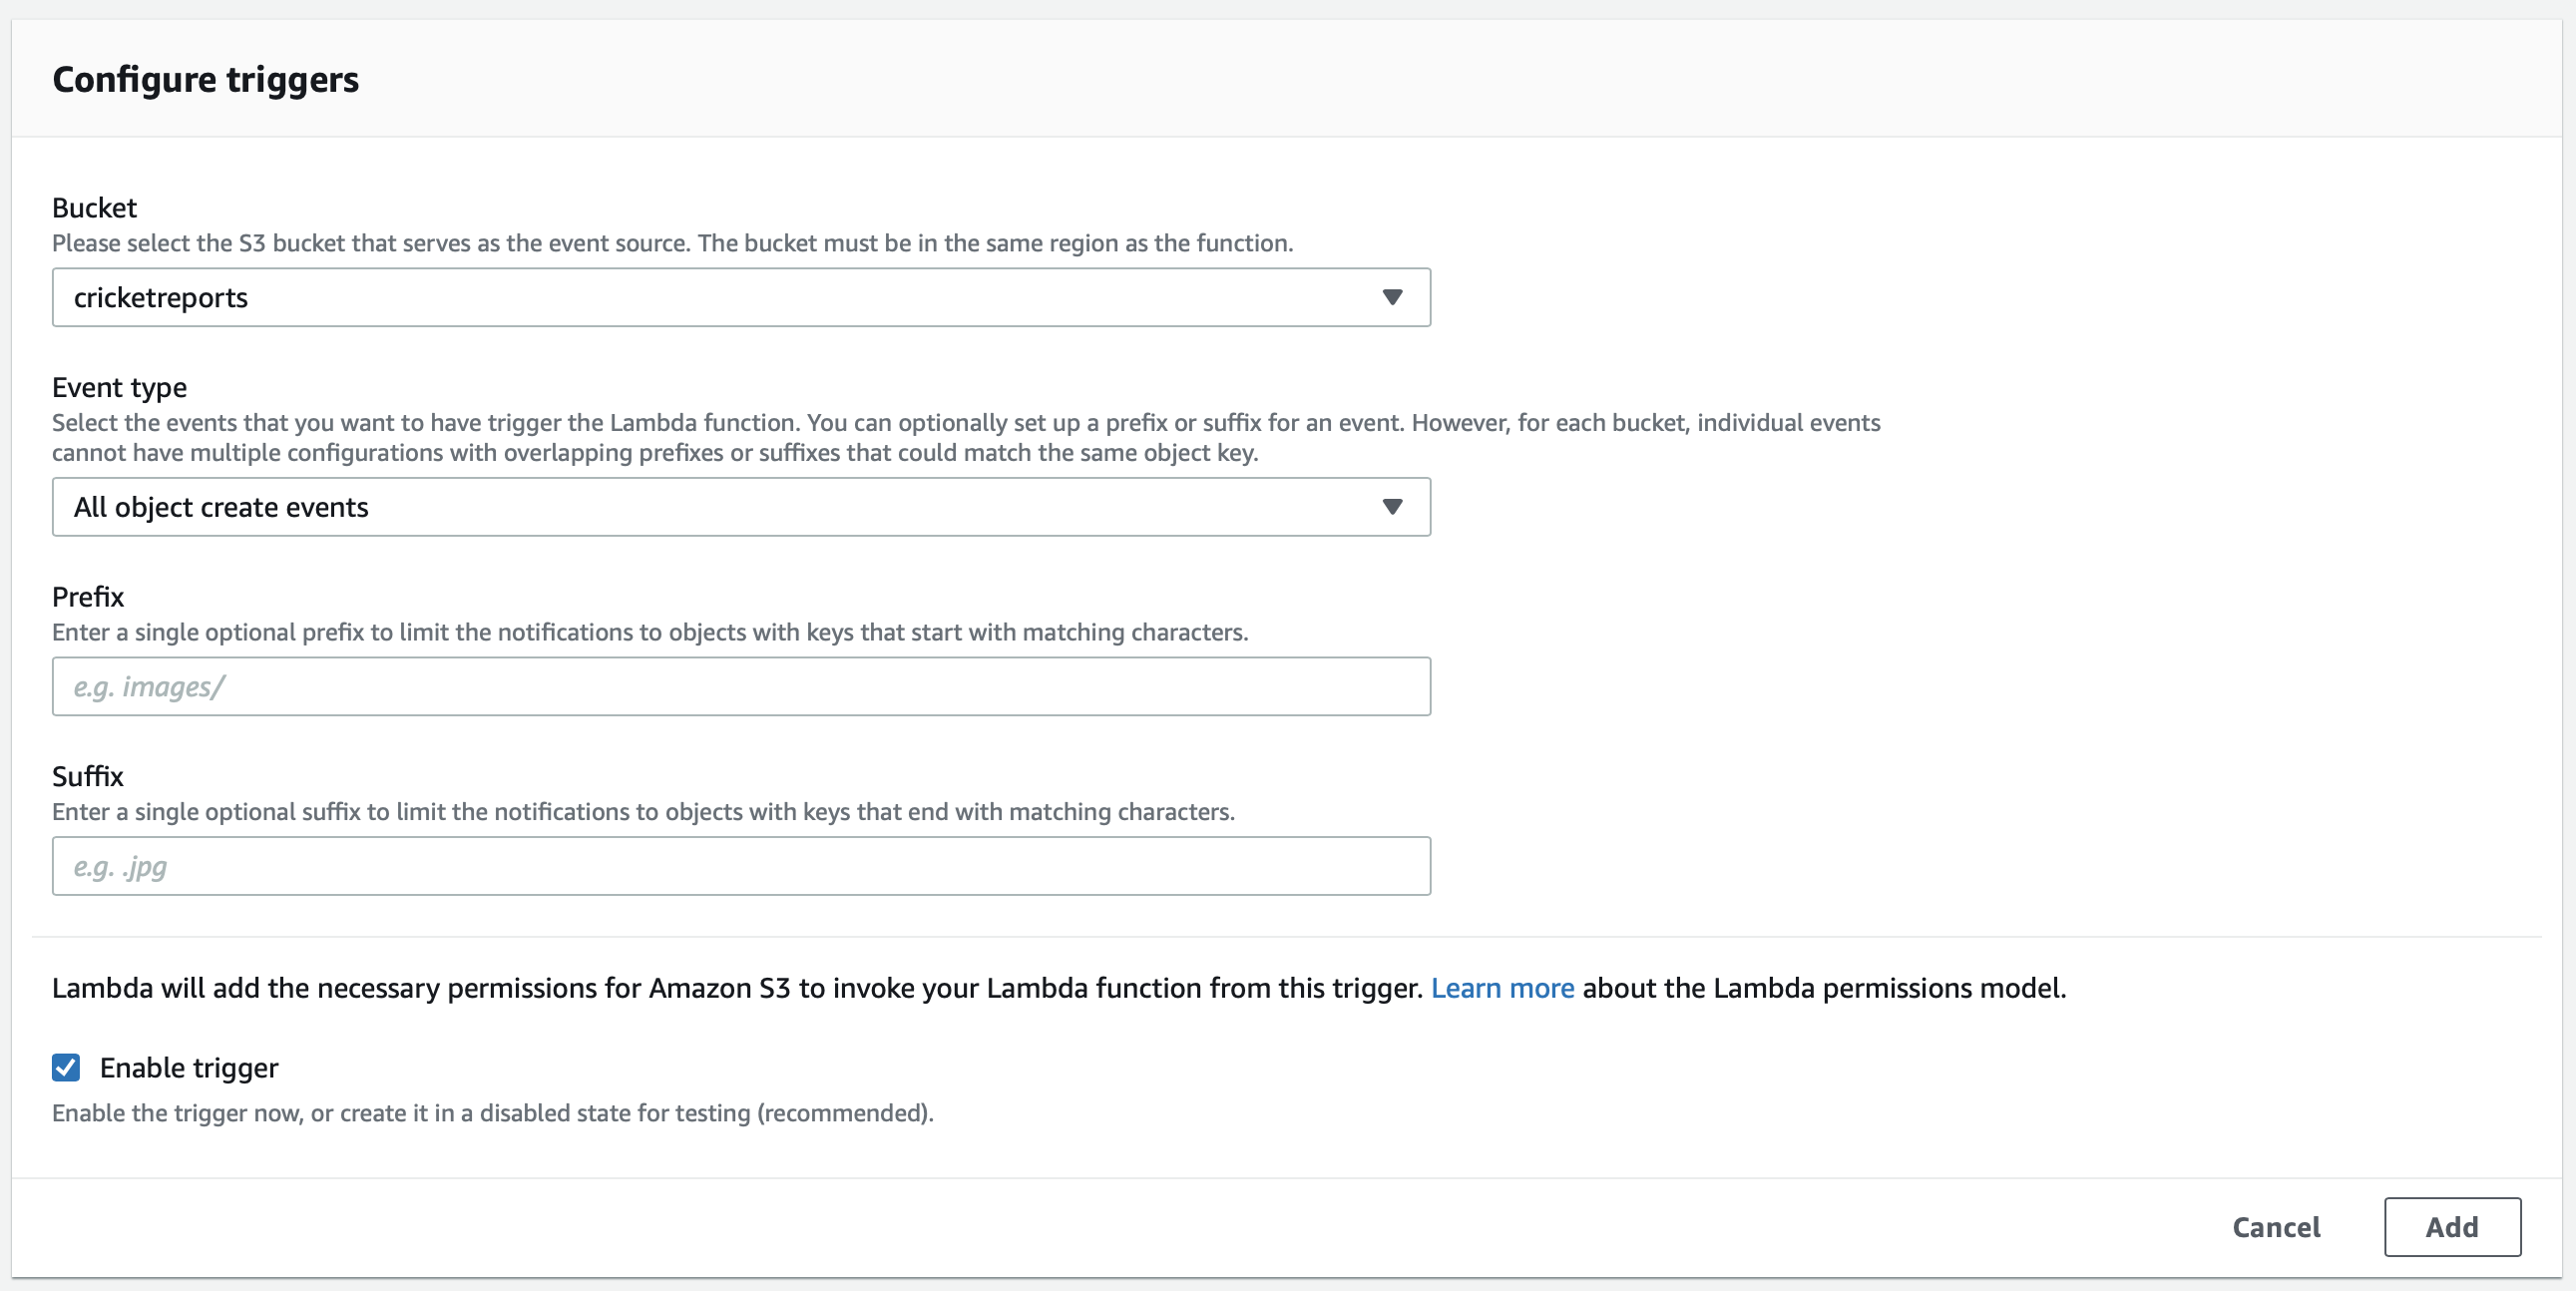 Configure triggers
Bucket
Please select the S3 bucket that serves as the event source. The bucket must be in the same region as the function.
cricketreports
Event type
Select the events that you want to have trigger the Lambda function. You can optionally set up a prefix or suffix for an event. However, for each bucket, individual events
cannot have multiple configurations with overlapping prefixes or suffixes that could match the same object key.
All object create events
Prefix
Enter a single optional prefix to limit the notifications to objects with keys that start with matching characters.
e.g. images/
Suffix
Enter a single optional suffix to limit the notifications to objects with keys that end with matching characters.
e.g. .jpg
Lambda will add the necessary permissions for Amazon S3 to invoke your Lambda function from this trigger. Learn more about the Lambda permissions model.
Enable trigger
Enable the trigger now, or create it in a disabled state for testing (recommended).
Cancel Add